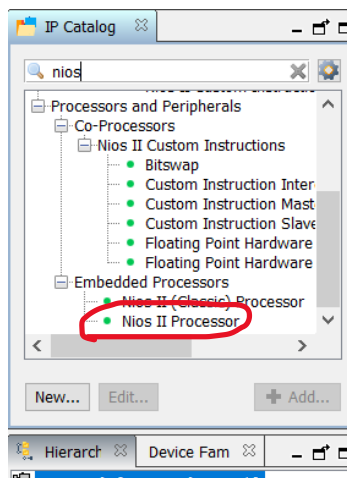 IP Catalog
nios
Processors and Peripherals
Co-Processors
Nios II Custom Instructions
Bitswap
Custom Instruction Inter
Custom Instruction Mast
Custom Instruction Slave
Floating Point Hardware
Floating Point Hardware
Embedded Processors
Nios II (Classic) Processor
Nios II Processor
New... Edit... Add...
Hierarch Device Fam